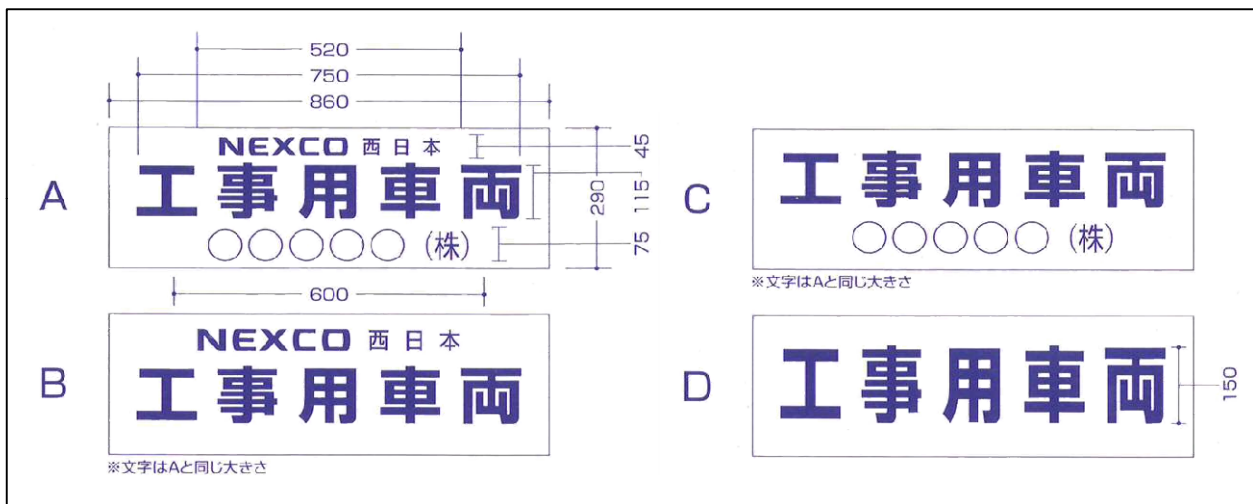 520
750
860
A
NEXCO 西日本
工事用車両
○○○○○ (株)
45
115
75
290
600
B
NEXCO 西日本
工事用車両
※文字はAと同じ大きさ
C
工事用車両
○○○○○ (株)
※文字はAと同じ大きさ
D
工事用車両
150